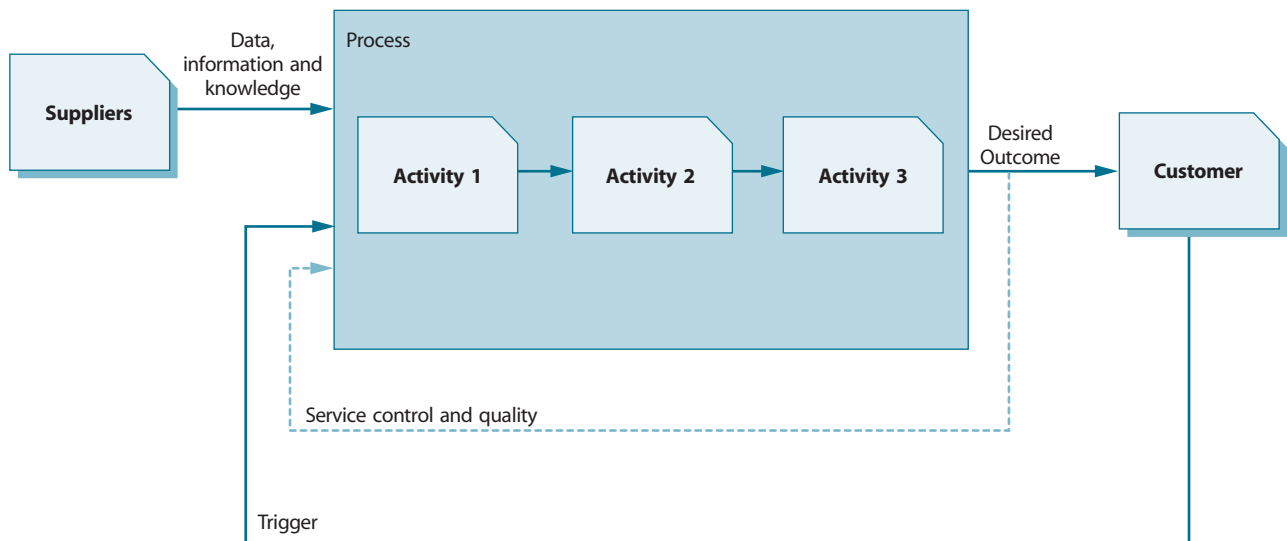 Data,
information and
knowledge
Process
Suppliers
Activity 1
Activity 2
Activity 3
Desired
Outcome
Customer
Service control and quality
Trigger